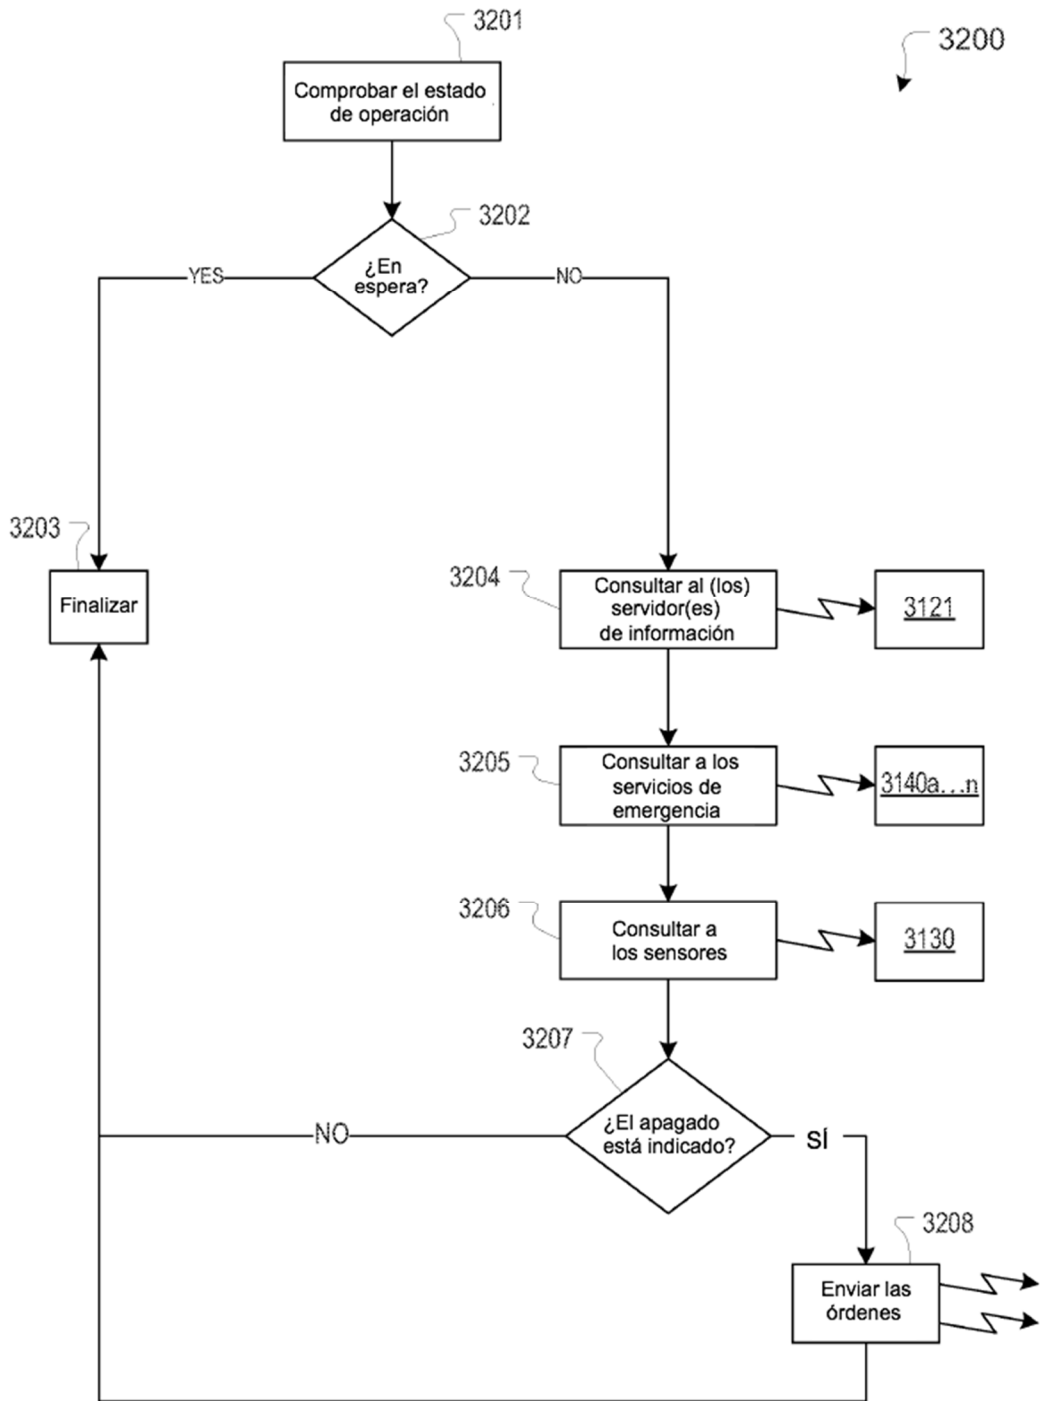 3201
3200
Comprobar el estado
de operación
3202
¿En
espera?
YES
NO
3203
Finalizar
3204
Consultar al (los)
servidor(es)
de información
3121
3205
Consultar a los
servicios de
emergencia
3140a...n
3206
Consultar a
los sensores
3130
3207
¿El apagado
está indicado?
NO
SÍ
3208
Enviar las
órdenes